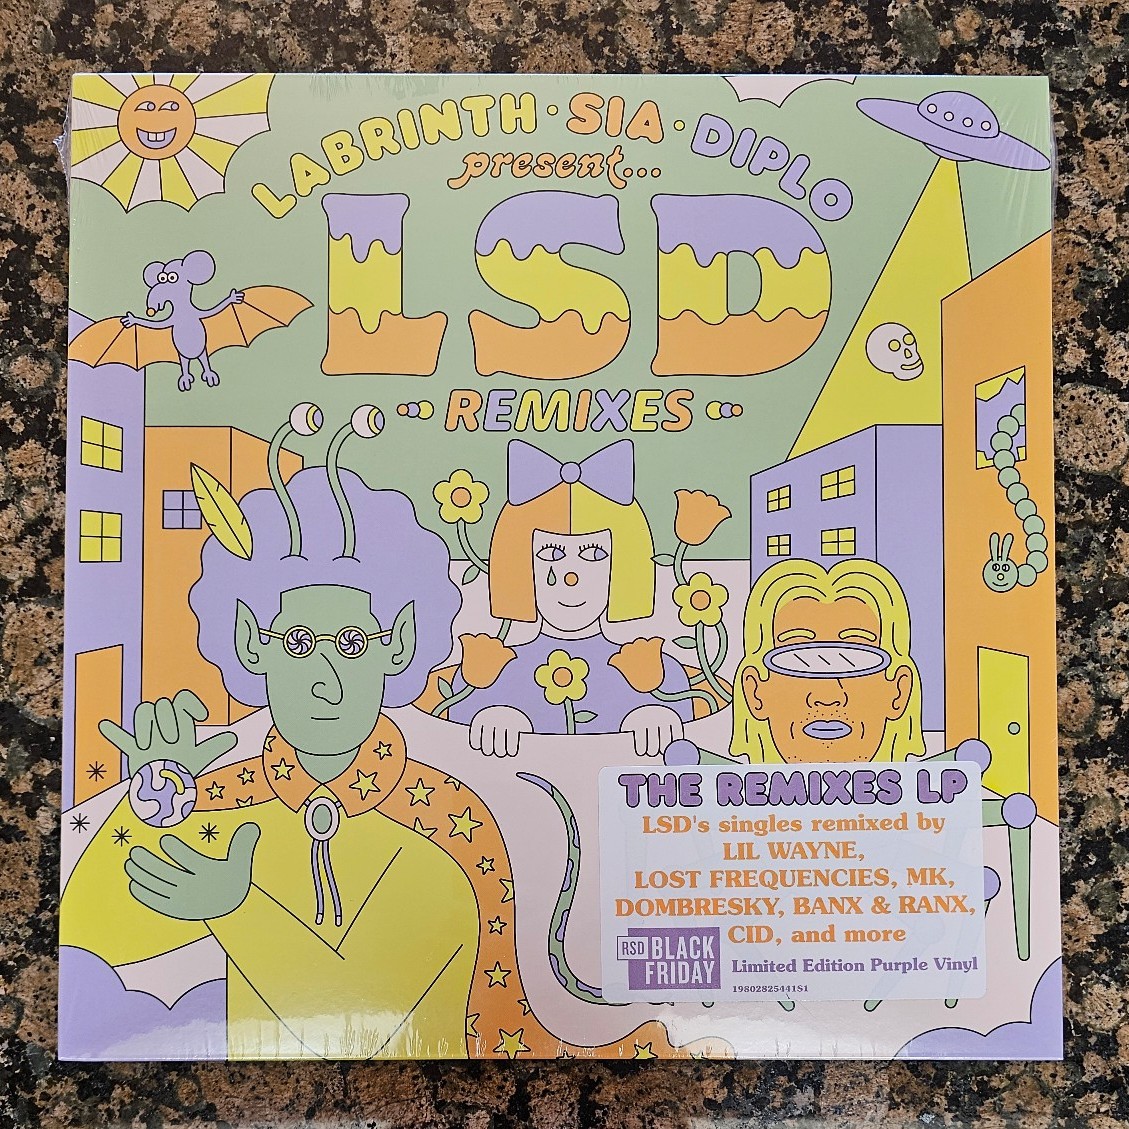 LABRINTH • SIA • DIPLO
present...
LSD
REMIXES
THE REMIXES LP
LSD's singles remixed by
LIL WAYNE,
LOST FREQUENCIES, MK,
DOMBRESKY, BANX & RANX,
CID, and more
RSD BLACK
FRIDAY
Limited Edition Purple Vinyl
19802825441S1